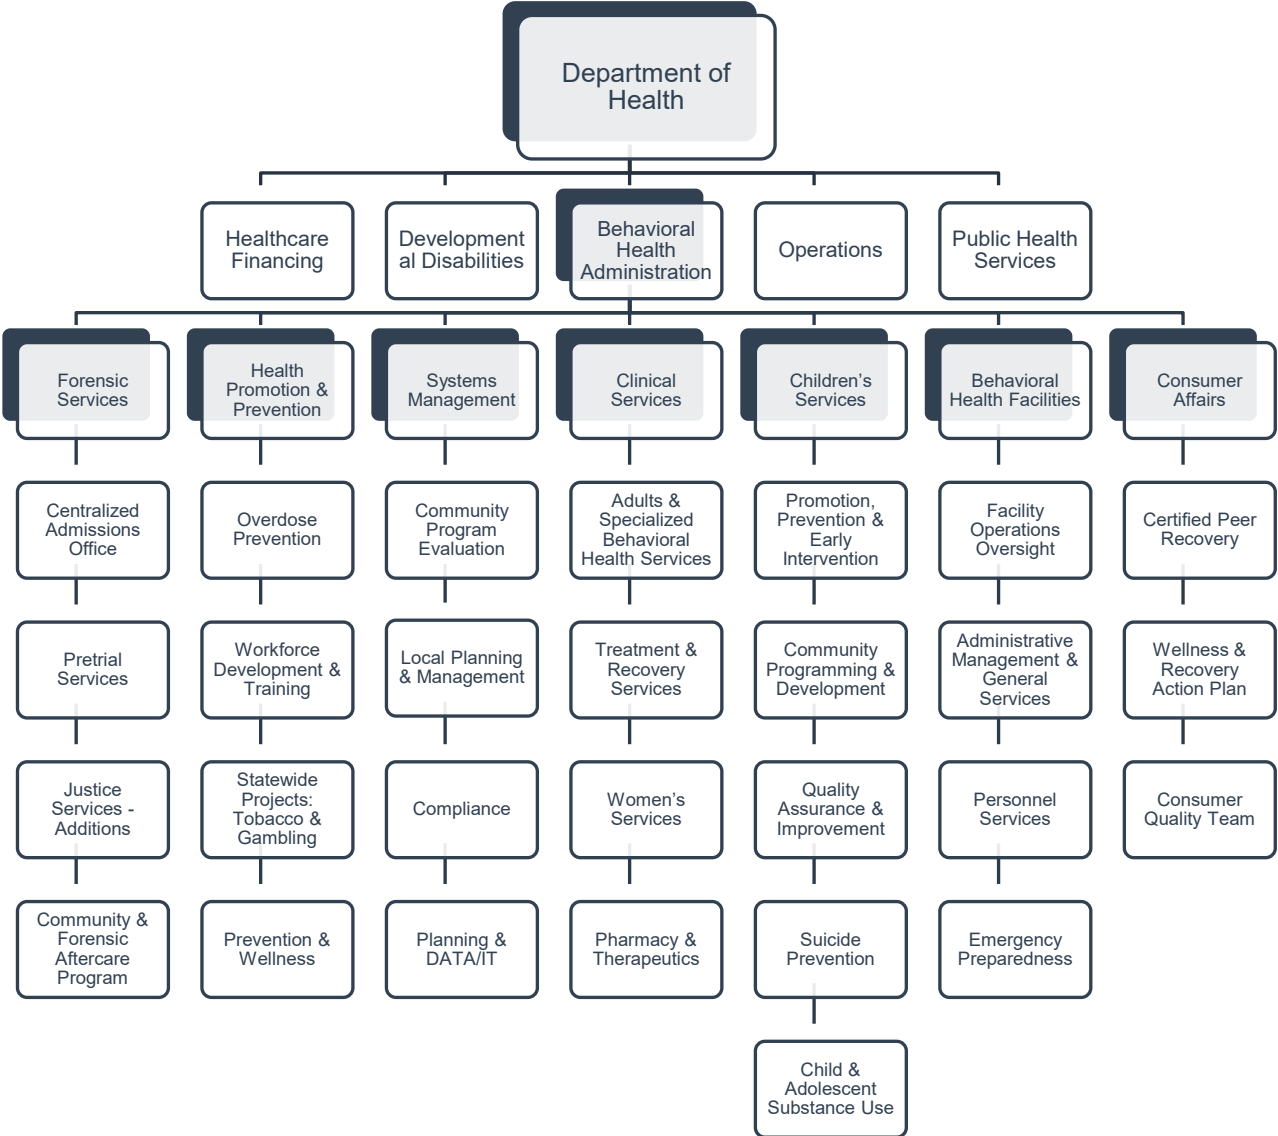 Department of
Health
Healthcare
Financing
Development
al Disabilities
Behavioral
Health
Administration
Operations
Public Health
Services
Forensic
Services
Health
Promotion &
Prevention
Systems
Management
Clinical
Services
Children’s
Services
Behavioral
Health Facilities
Consumer
Affairs
Centralized
Admissions
Office
Overdose
Prevention
Community
Program
Evaluation
Adults &
Specialized
Behavioral
Health Services
Promotion,
Prevention &
Early
Intervention
Facility
Operations
Oversight
Certified Peer
Recovery
Pretrial
Services
Workforce
Development &
Training
Local Planning
& Management
Treatment &
Recovery
Services
Community
Programming &
Development
Administrative
Management &
General
Services
Wellness &
Recovery
Action Plan
Justice
Services -
Additions
Statewide
Projects:
Tobacco &
Gambling
Compliance
Women’s
Services
Quality
Assurance &
Improvement
Personnel
Services
Consumer
Quality Team
Community &
Forensic
Aftercare
Program
Prevention &
Wellness
Planning &
DATA/IT
Pharmacy &
Therapeutics
Suicide
Prevention
Emergency
Preparedness
Child &
Adolescent
Substance Use